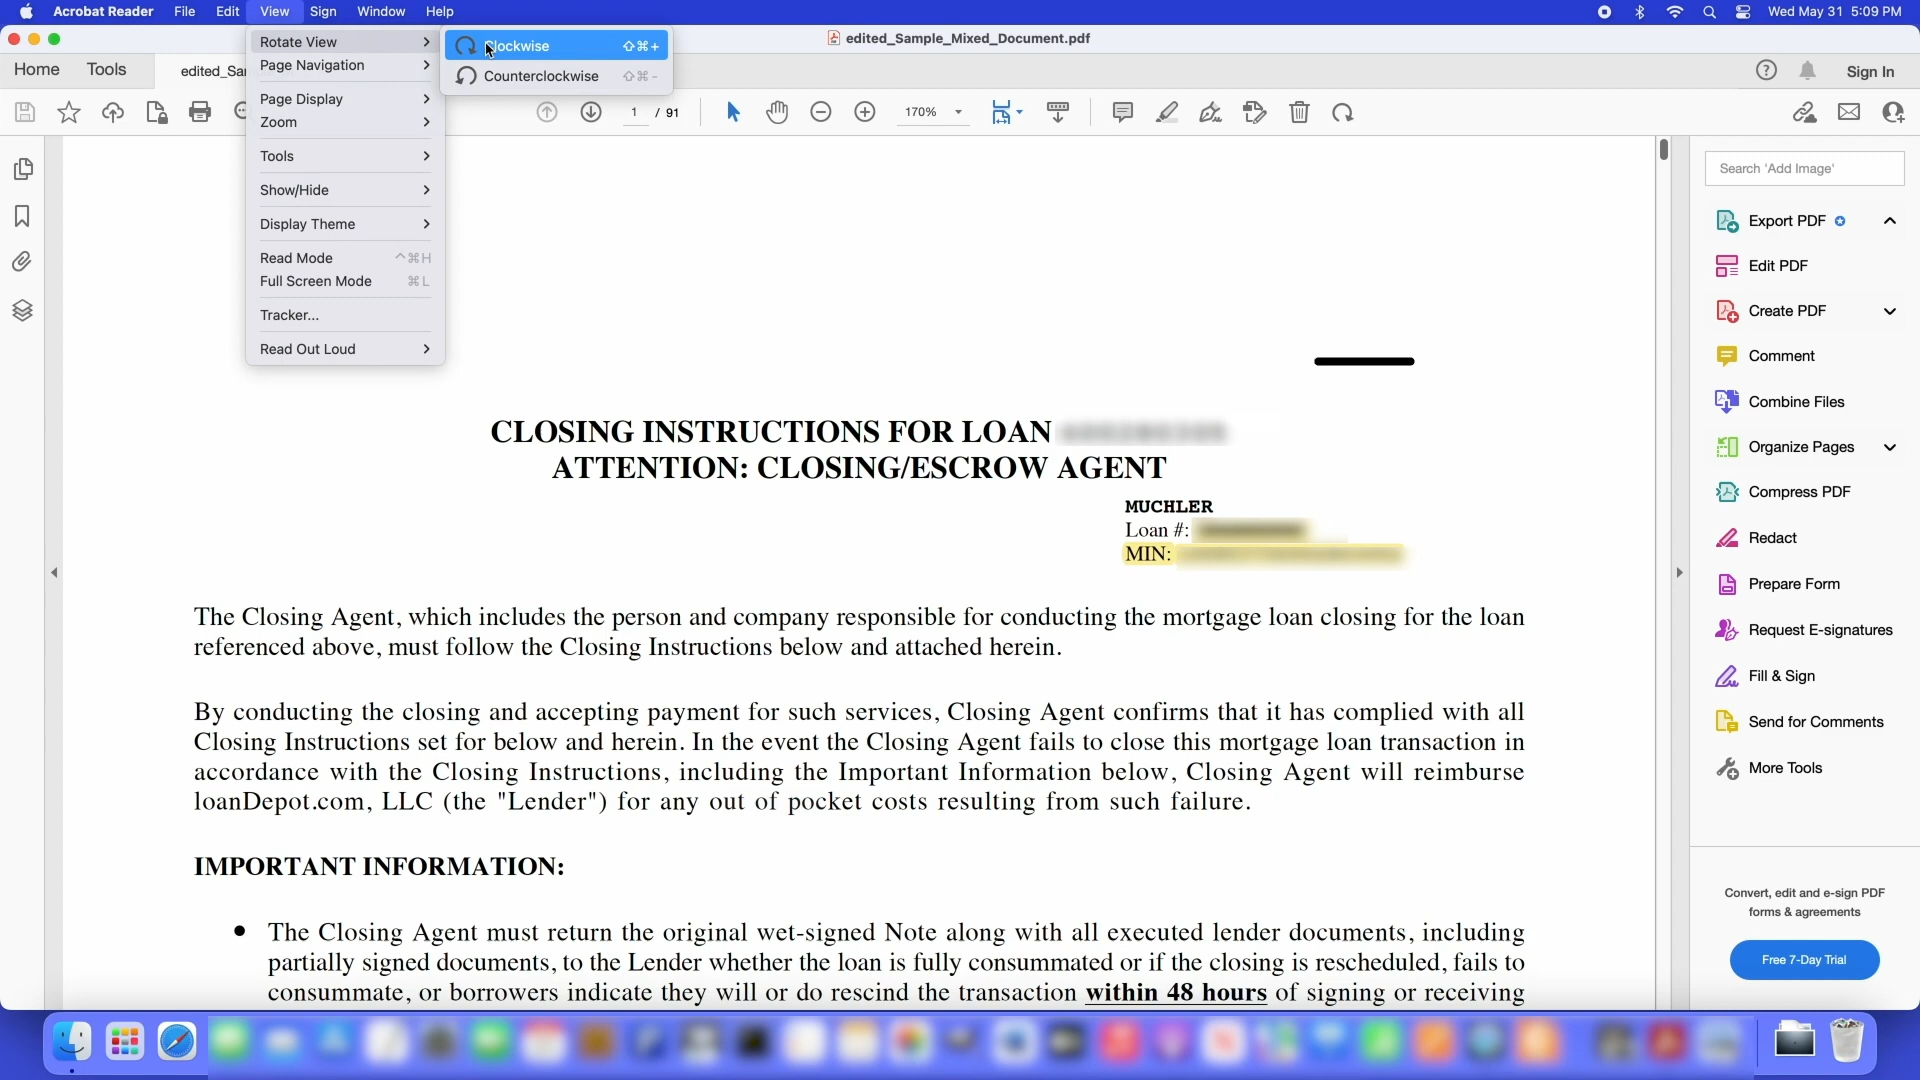 Acrobat Reader File Edit View Sign Window Help Wed May 31 5:09 PM
edited_Sample_Mixed_Document.pdf
Home Tools Sign In
1 / 91 170%
Rotate View
Page Navigation
Page Display
Zoom
Tools
Show/Hide
Display Theme
Read Mode ^⌘H
Full Screen Mode ⌘L
Tracker...
Read Out Loud
Clockwise ⇧⌘+
Counterclockwise ⇧⌘-
CLOSING INSTRUCTIONS FOR LOAN
ATTENTION: CLOSING/ESCROW AGENT
MUCHLER
Loan #:
MIN:
The Closing Agent, which includes the person and company responsible for conducting the mortgage loan closing for the loan
referenced above, must follow the Closing Instructions below and attached herein.
By conducting the closing and accepting payment for such services, Closing Agent confirms that it has complied with all
Closing Instructions set for below and herein. In the event the Closing Agent fails to close this mortgage loan transaction in
accordance with the Closing Instructions, including the Important Information below, Closing Agent will reimburse
loanDepot.com, LLC (the "Lender") for any out of pocket costs resulting from such failure.
IMPORTANT INFORMATION:
• The Closing Agent must return the original wet-signed Note along with all executed lender documents, including
partially signed documents, to the Lender whether the loan is fully consummated or if the closing is rescheduled, fails to
consummate, or borrowers indicate they will or do rescind the transaction within 48 hours of signing or receiving
Search 'Add Image'
Export PDF
Edit PDF
Create PDF
Comment
Combine Files
Organize Pages
Compress PDF
Redact
Prepare Form
Request E-signatures
Fill & Sign
Send for Comments
More Tools
Convert, edit and e-sign PDF
forms & agreements
Free 7-Day Trial